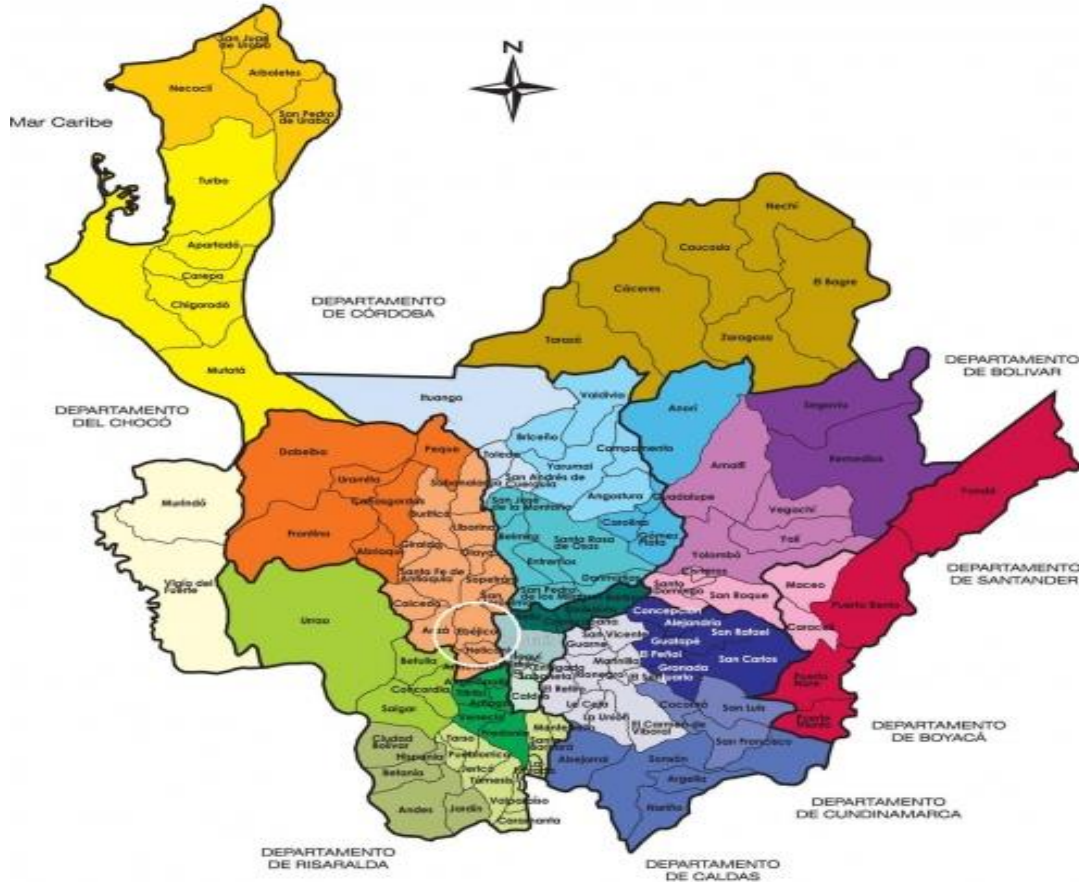 N
San Juan
de Urabá
Arboletes
Necoclí
San Pedro
de Urabá
Mar Caribe
Turbo
Apartadó
Carepa
Chigorodó
Mutatá
Nechí
Caucasia
El Bagre
Cáceres
Zaragoza
Tarazá
DEPARTAMENTO
DE CÓRDOBA
DEPARTAMENTO
DE BOLIVAR
DEPARTAMENTO
DEL CHOCÓ
Ituango
Valdivia
Anorí
Segovia
Briceño
Campamento
Toledo
Yarumal
Peque
Dabeiba
Remedios
Amalfi
Sabanalarga
San Andrés de
Cuerquia
Uramita
Cañasgordas
San José
de la Montaña
Angostura
Guadalupe
Yondó
Murindó
Buriticá
Liborina
Carolina
Vegachí
Yalí
Frontino
Abriaquí
Giraldo
Olaya
Belmira
Santa Rosa
de Osos
Gómez
Plata
Yolombó
Santa Fe de
Antioquia
Sopetrán
Entrerríos
Cisneros
DEPARTAMENTO
DE SANTANDER
Vigía del
Fuerte
Caicedo
San Pedro
de los
Santo
Domingo
San Roque
Maceo
Puerto Berrío
Caracolí
Urrao
Anzá
Ebéjico
Heliconia
Concepción
Alejandría
San Vicente
Guarne
Guatapé
San Rafael
El Peñol
Marinilla
Granada
San Carlos
Betulia
Concordia
Salgar
Envigado
Sabaneta
Rionegro
El Retiro
Caldas
La Ceja
La Unión
El Carmen de
Viboral
Cocorná
San Luis
San Francisco
Puerto
Nare
Puerto
Triunfo
Titiribí
Venecia
Fredonia
DEPARTAMENTO
DE BOYACÁ
Ciudad
Bolívar
Hispania
Betania
Andes
Jardín
Tarso
Pueblorrico
Jericó
Támesis
Valparaíso
Caramanta
Montebello
Santa
Bárbara
Abejorral
Sonsón
Argelia
Nariño
DEPARTAMENTO
DE CUNDINAMARCA
DEPARTAMENTO
DE RISARALDA
DEPARTAMENTO
DE CALDAS